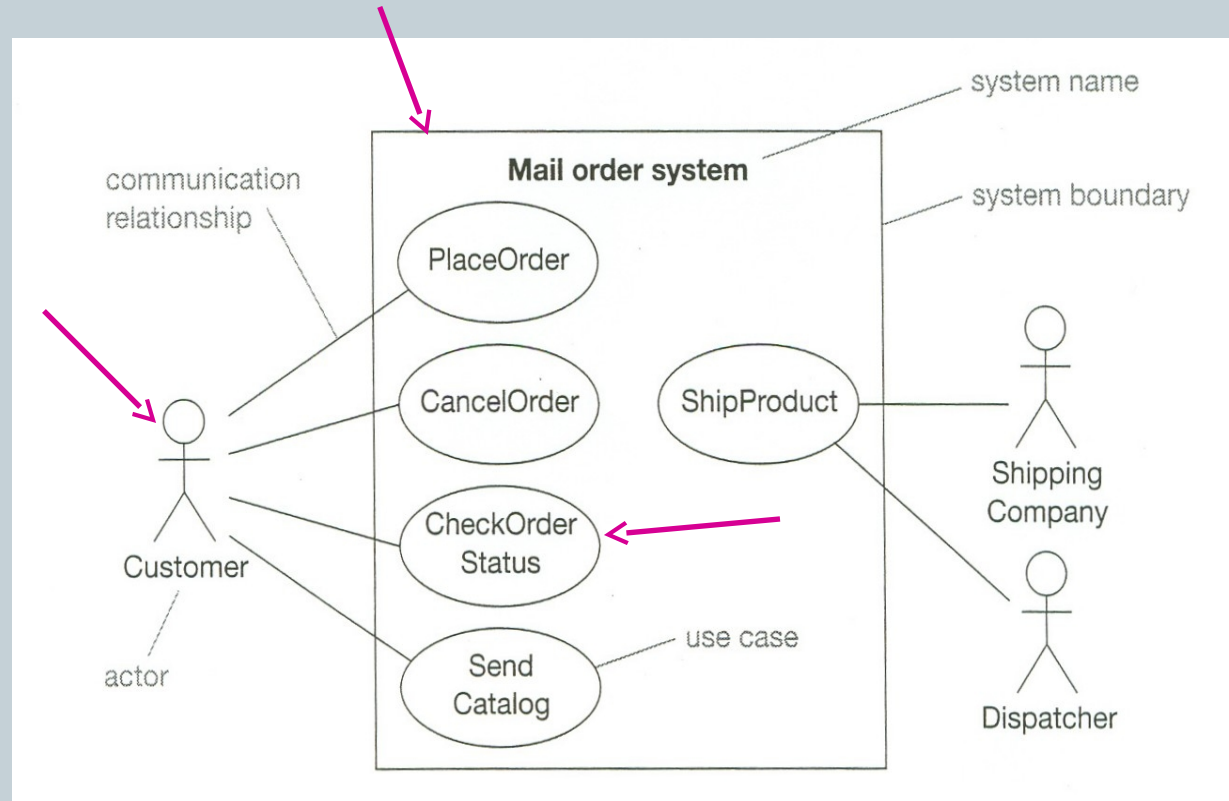 system name
Mail order system
communication
relationship
system boundary
PlaceOrder
CancelOrder
ShipProduct
Shipping
Company
CheckOrder
Status
Customer
use case
Send
Catalog
actor
Dispatcher